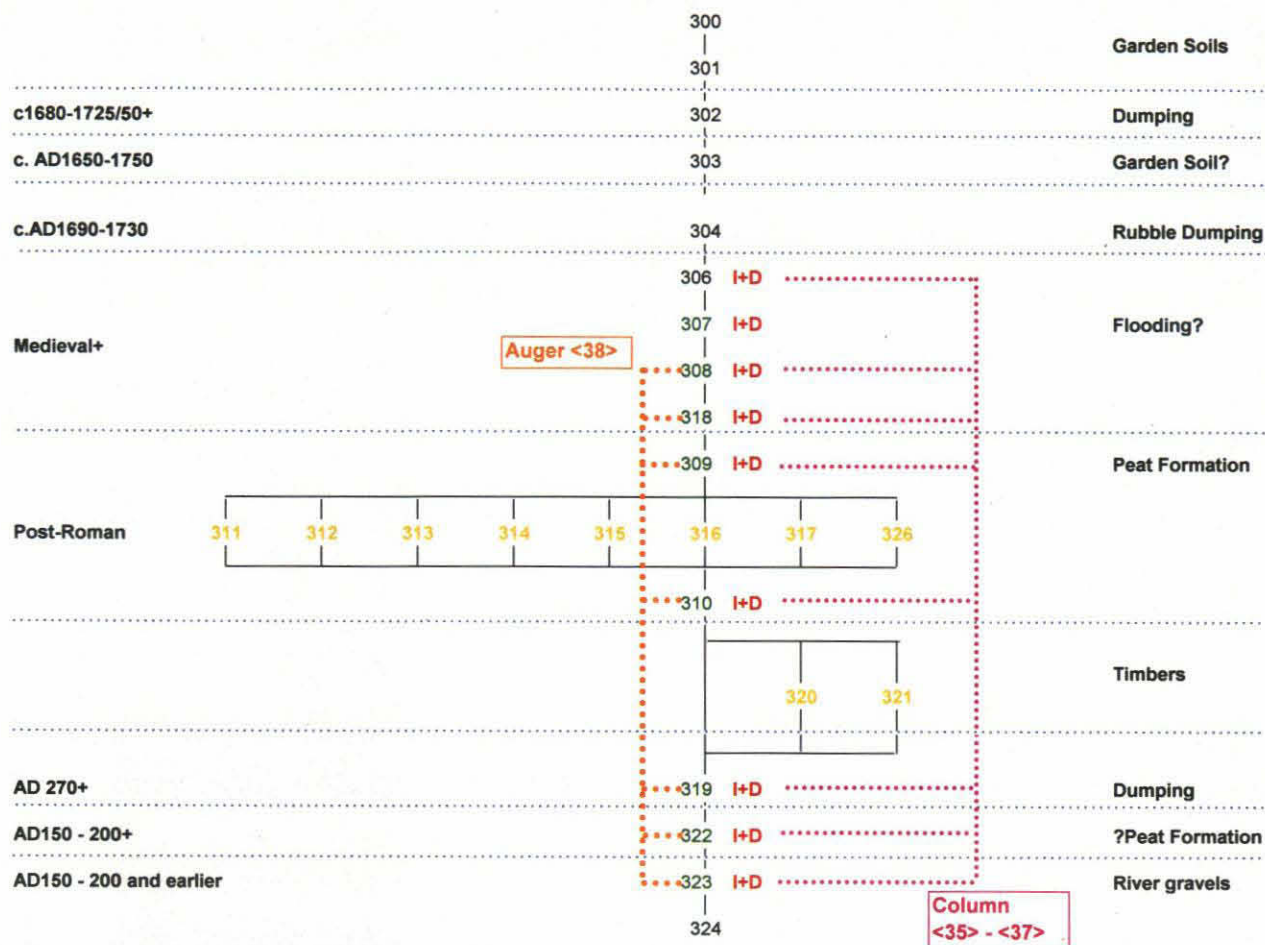 300
Garden Soils
301
c1680-1725/50+ 302 Dumping
c. AD1650-1750 303 Garden Soil?
c.AD1690-1730 304 Rubble Dumping
306 I+D
307 I+D Flooding?
Medieval+
Auger <38>
308 I+D
318 I+D
309 I+D Peat Formation
Post-Roman 311 312 313 314 315 316 317 326
310 I+D
Timbers
320 321
AD 270+ 319 I+D Dumping
AD150 - 200+ 322 I+D ?Peat Formation
AD150 - 200 and earlier 323 I+D River gravels
Column
<35> - <37>
324